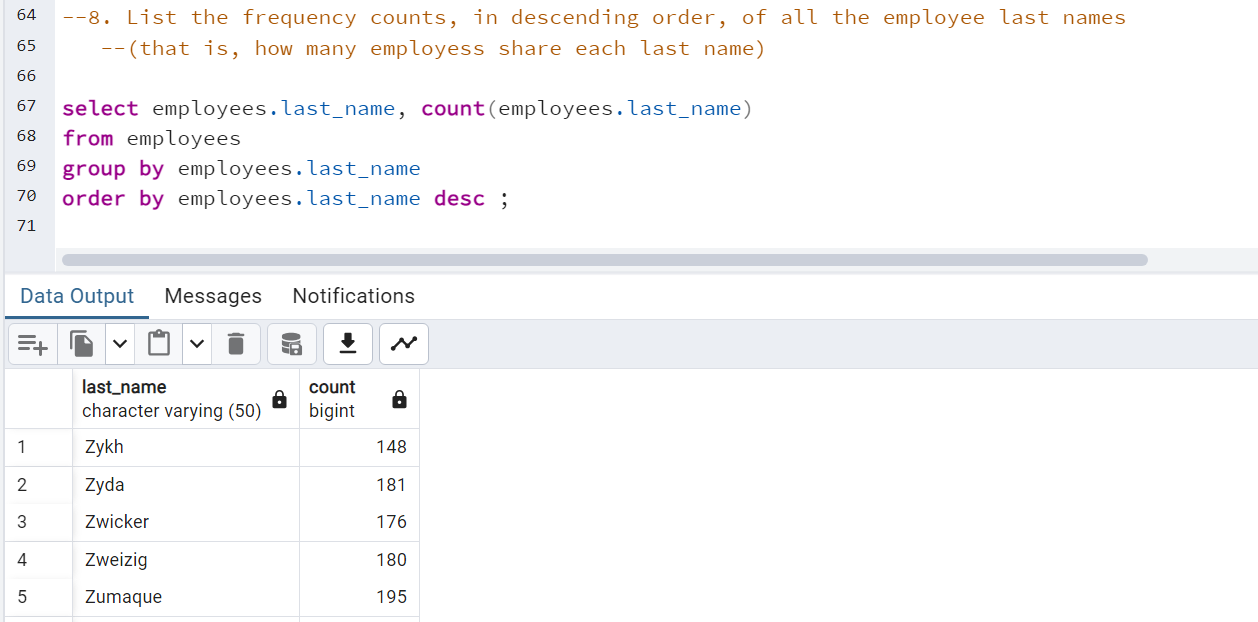 64 --8. List the frequency counts, in descending order, of all the employee last names
65 --(that is, how many employess share each last name)
66
67 select employees.last_name, count(employees.last_name)
68 from employees
69 group by employees.last_name
70 order by employees.last_name desc ;
71
Data Output Messages Notifications
last_name count
character varying (50) bigint
1 Zykh 148
2 Zyda 181
3 Zwicker 176
4 Zweizig 180
5 Zumaque 195